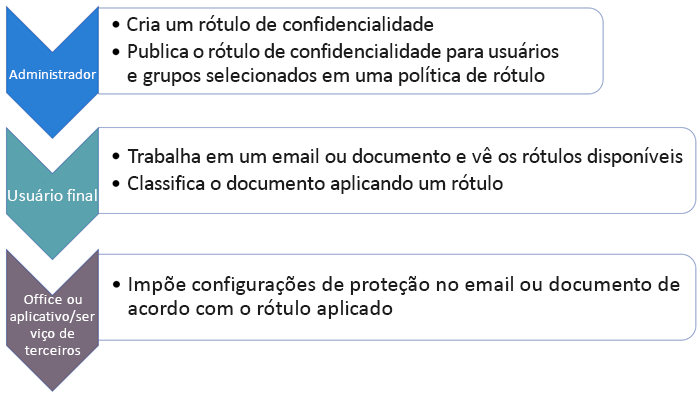 Administrador
• Cria um rótulo de confidencialidade
• Publica o rótulo de confidencialidade para usuários
e grupos selecionados em uma política de rótulo
Usuário final
• Trabalha em um email ou documento e vê os rótulos disponíveis
• Classifica o documento aplicando um rótulo
Office ou
aplicativo/ser
viço de
terceiros
• Impõe configurações de proteção no email ou documento de
acordo com o rótulo aplicado